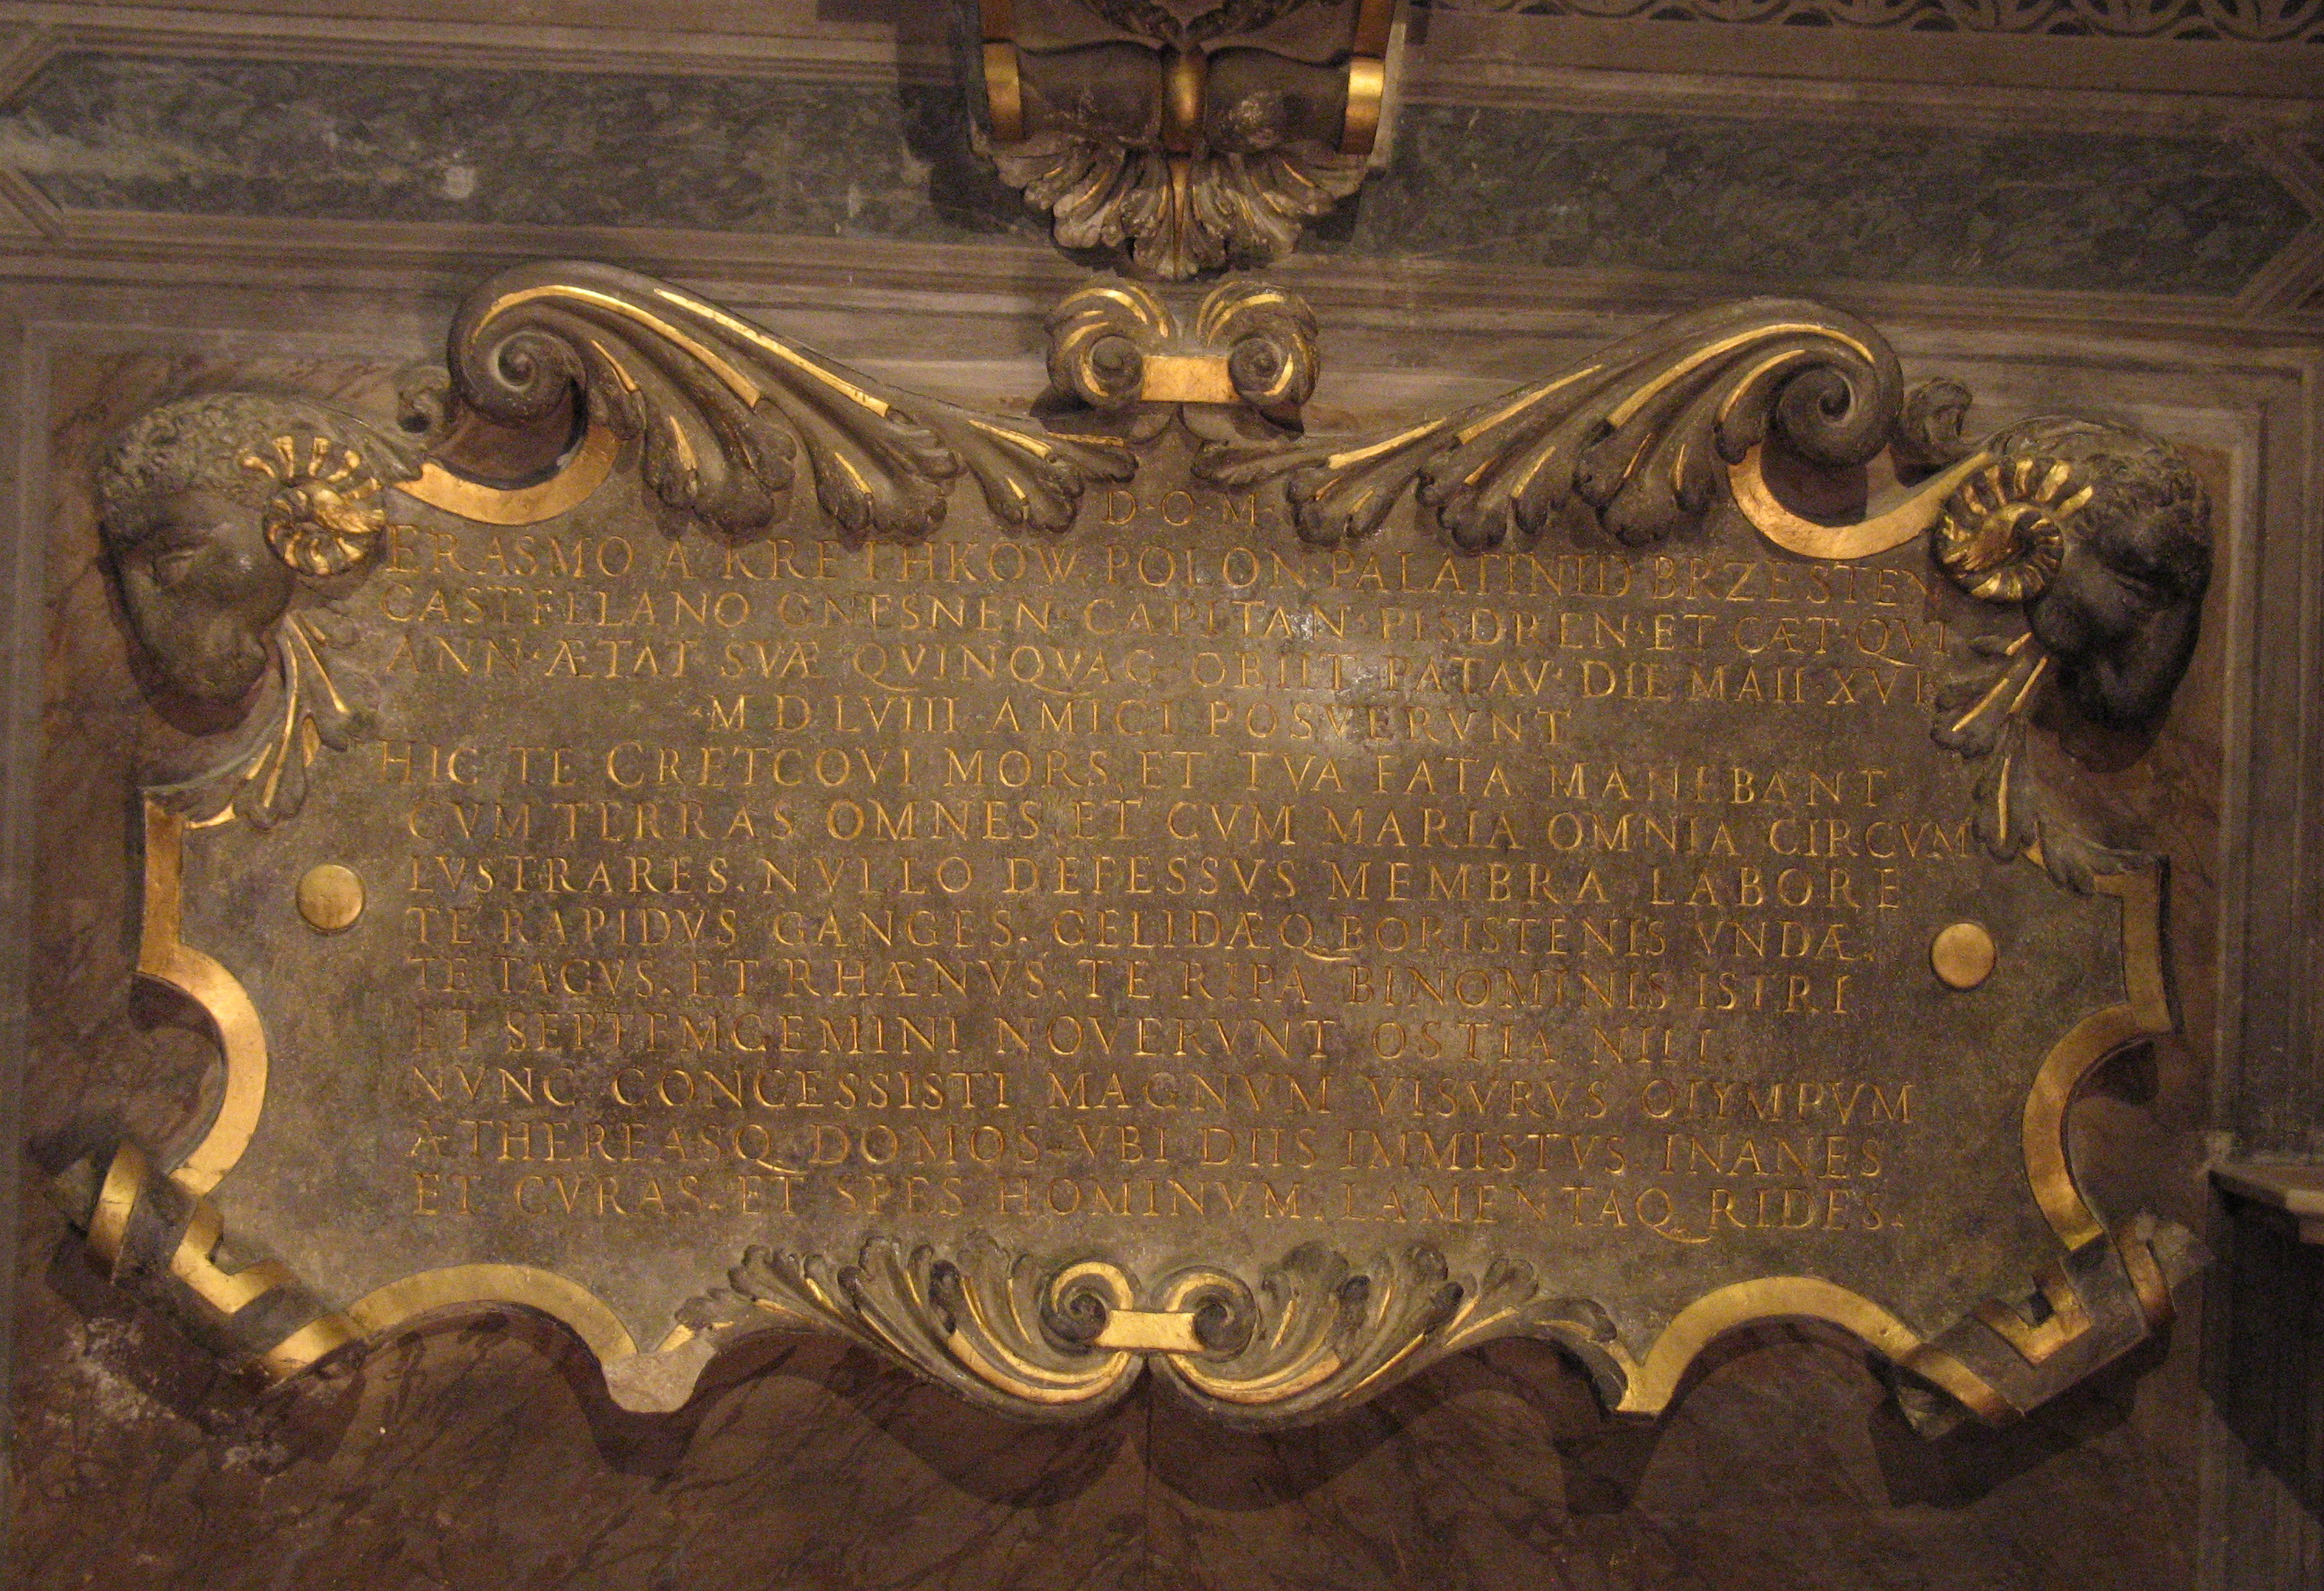 D·O·M·
ERASMO A KRETHKOW POLON·PALATINID BRZESTEN
CASTELLANO GNESNEN·CAPITAN·PISDREN·ET CÆT·QVI
ANN·ÆTAT SVÆ QVINQVAG·OBIIT PATAV·DIE MAII·XVI
·M D LVIII AMICI POSVERVNT
HIC TE CRETCOVI MORS, ET TVA FATA MANEBANT
CVM TERRAS OMNES, ET CVM MARIA OMNIA CIRCVM
LVSTRARES. NVLLO DEFESSVS MEMBRA LABORE
TE RAPIDVS GANGES. GELIDÆQ BORISTENIS VNDÆ.
TE TAGVS. ET RHÆNVS. TE RIPA BINOMINIS ISTRI
ET SEPTEMGEMINI NOVERVNT OSTIA NILI.
NVNC CONCESSISTI MAGNVM VISVRVS OLYMPVM
ÆTHEREASQ DOMOS·VBI DIIS IMMISTVS INANES
ET CVRAS. ET SPES HOMINVM. LAMENTAQ RIDES.